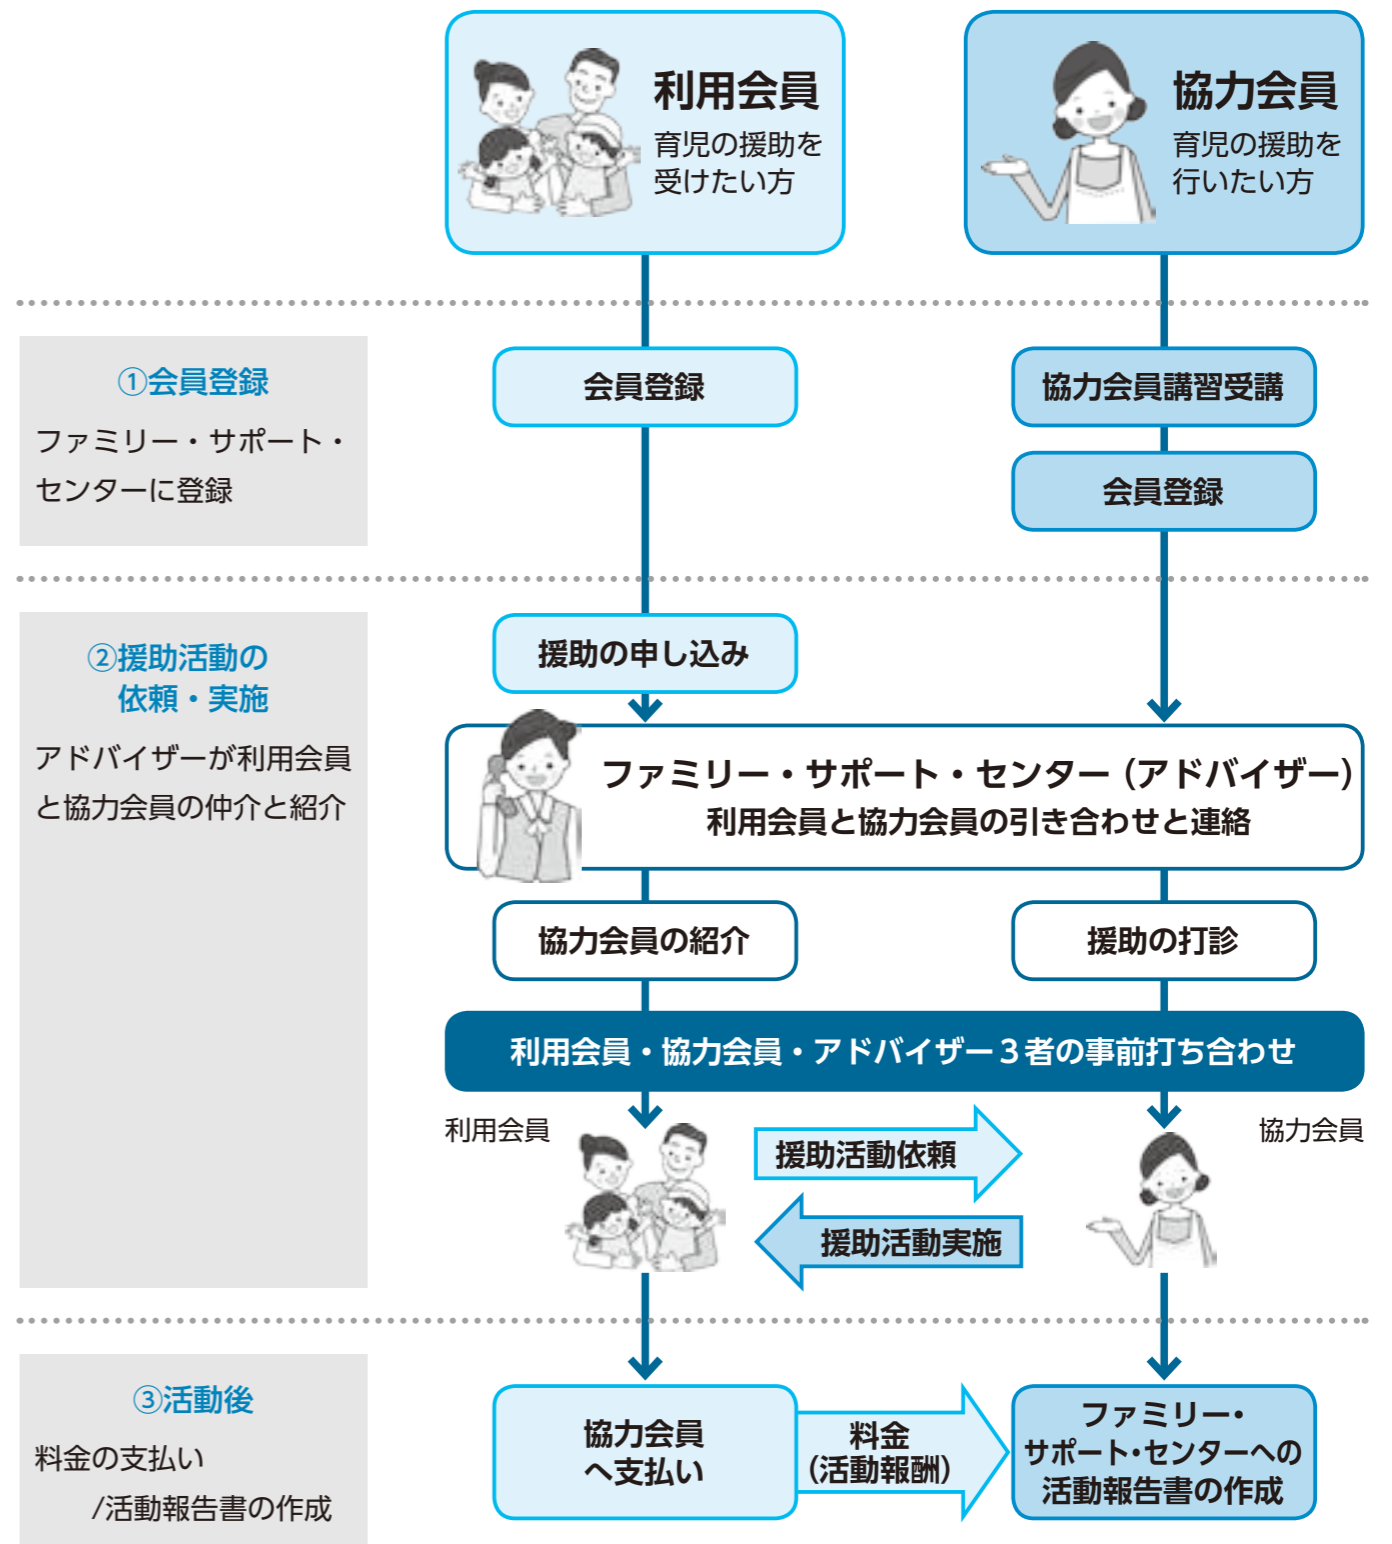 利用会員
育児の援助を
受けたい方
協力会員
育児の援助を
行いたい方
①会員登録
ファミリー・サポート・
センターに登録
会員登録
協力会員講習受講
会員登録
②援助活動の
依頼・実施
アドバイザーが利用会員
と協力会員の仲介と紹介
援助の申し込み
ファミリー・サポート・センター（アドバイザー）
利用会員と協力会員の引き合わせと連絡
協力会員の紹介
援助の打診
利用会員・協力会員・アドバイザー３者の事前打ち合わせ
利用会員
協力会員
援助活動依頼
援助活動実施
③活動後
料金の支払い
/活動報告書の作成
協力会員
へ支払い
料金
（活動報酬）
ファミリー・
サポート・センターへの
活動報告書の作成